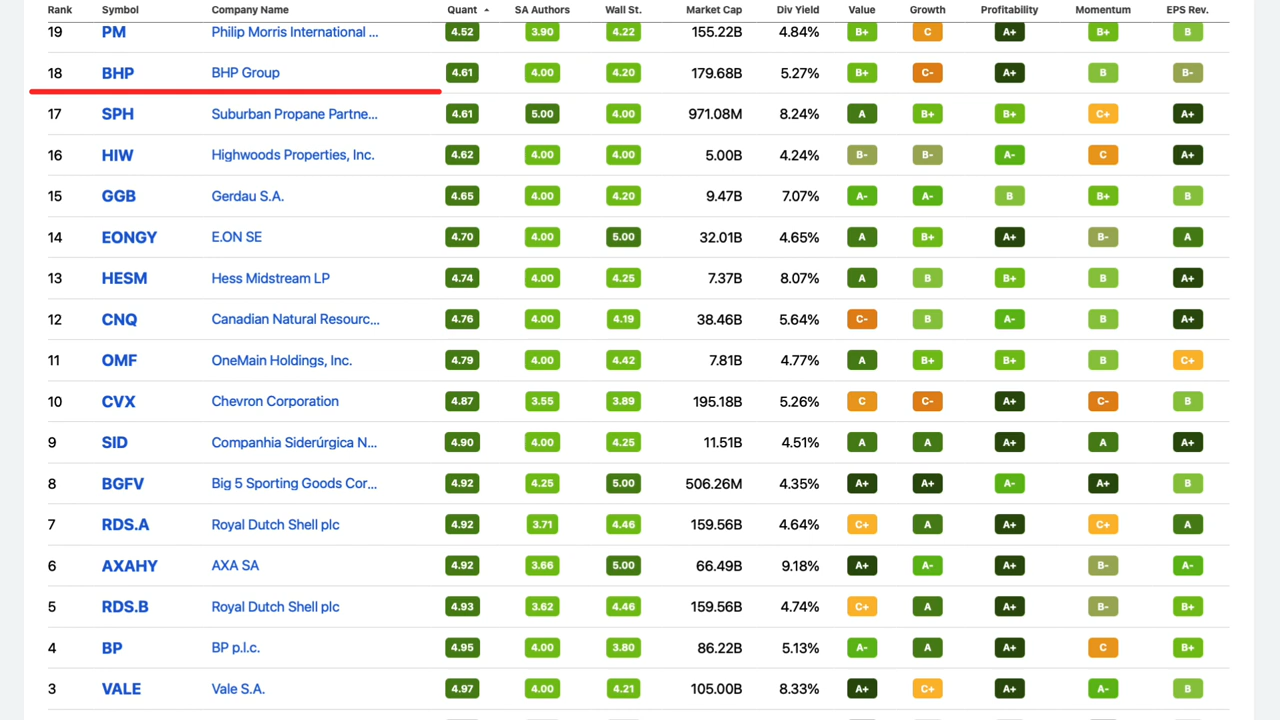 Rank Symbol Company Name Quant SA Authors Wall St. Market Cap Div Yield Value Growth Profitability Momentum EPS Rev.
19 PM Philip Morris International ... 4.52 3.90 4.22 155.22B 4.84% B+ C A+ B+ B
18 BHP BHP Group 4.61 4.00 4.20 179.68B 5.27% B+ C- A+ B B-
17 SPH Suburban Propane Partne... 4.61 5.00 4.00 971.08M 8.24% A B+ B+ C+ A+
16 HIW Highwoods Properties, Inc. 4.62 4.00 4.00 5.00B 4.24% B- B- A- C A+
15 GGB Gerdau S.A. 4.65 4.00 4.20 9.47B 7.07% A- A- B B+ B
14 EONGY E.ON SE 4.70 4.00 5.00 32.01B 4.65% A B+ A+ B- A
13 HESM Hess Midstream LP 4.74 4.00 4.25 7.37B 8.07% A B B+ B A+
12 CNQ Canadian Natural Resourc... 4.76 4.00 4.19 38.46B 5.64% C- B A- B A+
11 OMF OneMain Holdings, Inc. 4.79 4.00 4.42 7.81B 4.77% A B+ B+ B C+
10 CVX Chevron Corporation 4.87 3.55 3.89 195.18B 5.26% C C- A+ C- B
9 SID Companhia Siderúrgica N... 4.90 4.00 4.25 11.51B 4.51% A A A+ A A+
8 BGFV Big 5 Sporting Goods Cor... 4.92 4.25 5.00 506.26M 4.35% A+ A+ A- A+ B
7 RDS.A Royal Dutch Shell plc 4.92 3.71 4.46 159.56B 4.64% C+ A A+ C+ A
6 AXAHY AXA SA 4.92 3.66 5.00 66.49B 9.18% A+ A- A+ B- A-
5 RDS.B Royal Dutch Shell plc 4.93 3.62 4.46 159.56B 4.74% C+ A A+ B- B+
4 BP BP p.l.c. 4.95 4.00 3.80 86.22B 5.13% A- A A+ C B+
3 VALE Vale S.A. 4.97 4.00 4.21 105.00B 8.33% A+ C+ A+ A- B